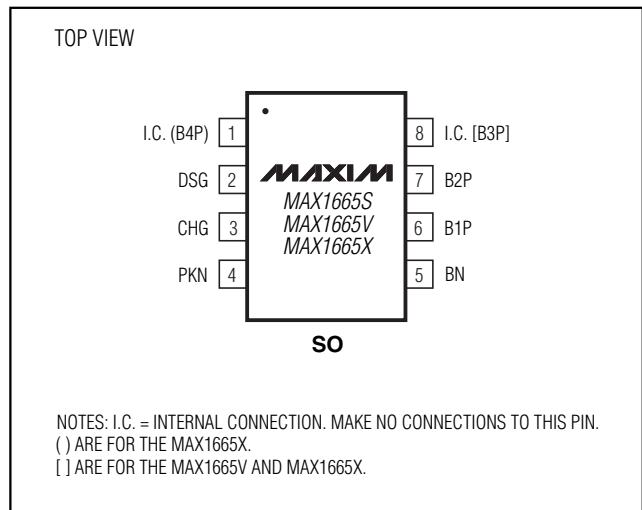 TOP VIEW
I.C. (B4P) 1
DSG 2
CHG 3
PKN 4
MAXIM
MAX1665S
MAX1665V
MAX1665X
8 I.C. [B3P]
7 B2P
6 B1P
5 BN
SO
NOTES: I.C. = INTERNAL CONNECTION. MAKE NO CONNECTIONS TO THIS PIN.
( ) ARE FOR THE MAX1665X.
[ ] ARE FOR THE MAX1665V AND MAX1665X.